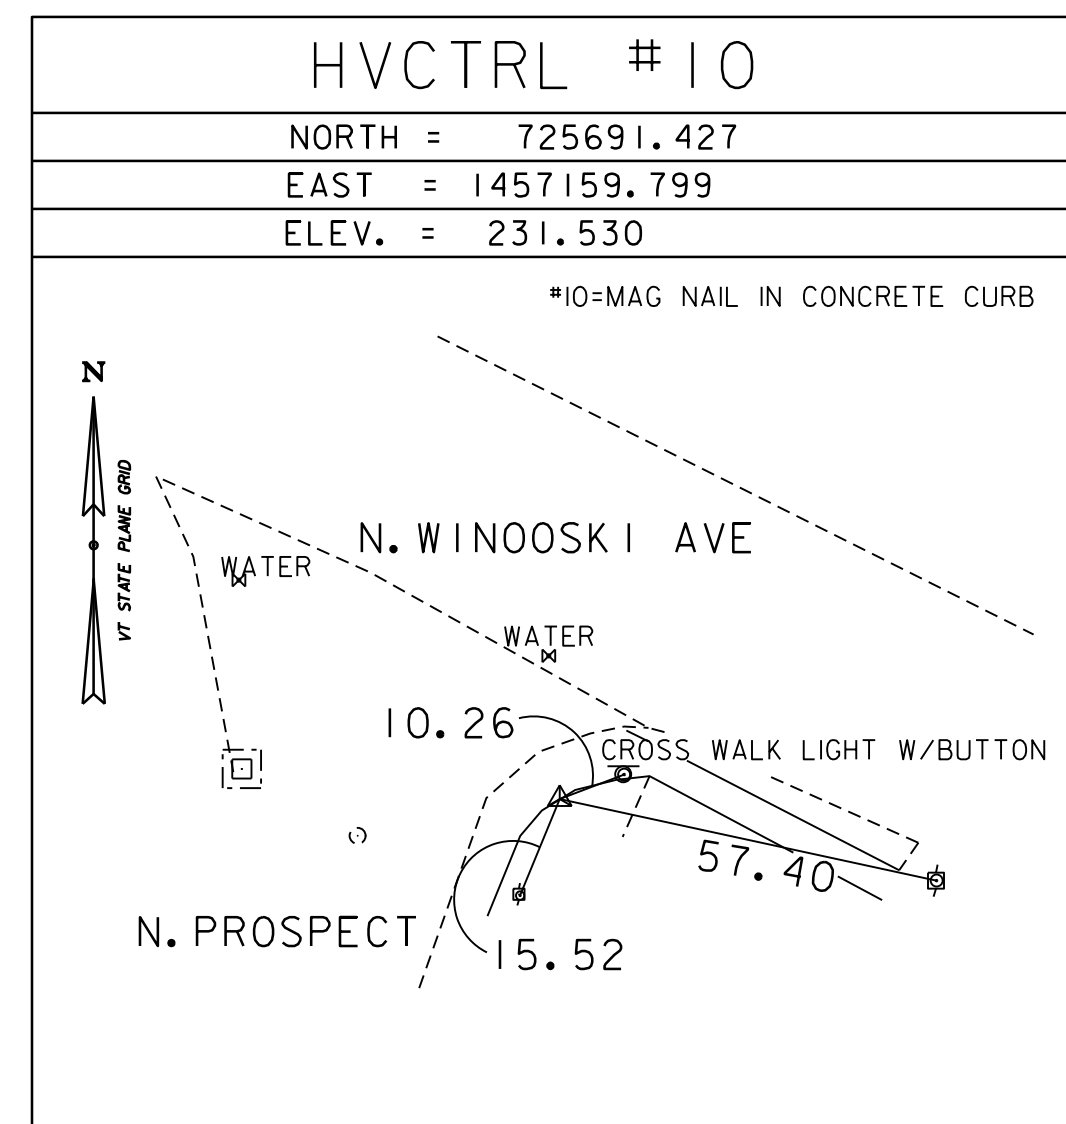 HVCTRL #10
NORTH = 725691.427
EAST = 1457159.799
ELEV. = 231.530
#10=MAG NAIL IN CONCRETE CURB
N
VT STATE PLANE GRID
N. WINOOSKI AVE
WATER
WATER
10.26
CROSS WALK LIGHT W/BUTTON
57.40
N. PROSPECT
15.52